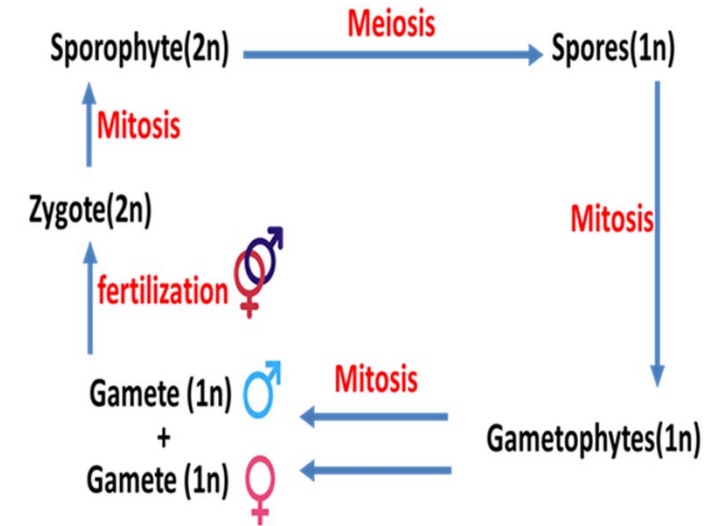 Meiosis
Sporophyte(2n)
Spores(1n)
Mitosis
Zygote(2n)
Mitosis
fertilization
Mitosis
Gamete (1n)
+
Gametophytes(1n)
Gamete (1n)